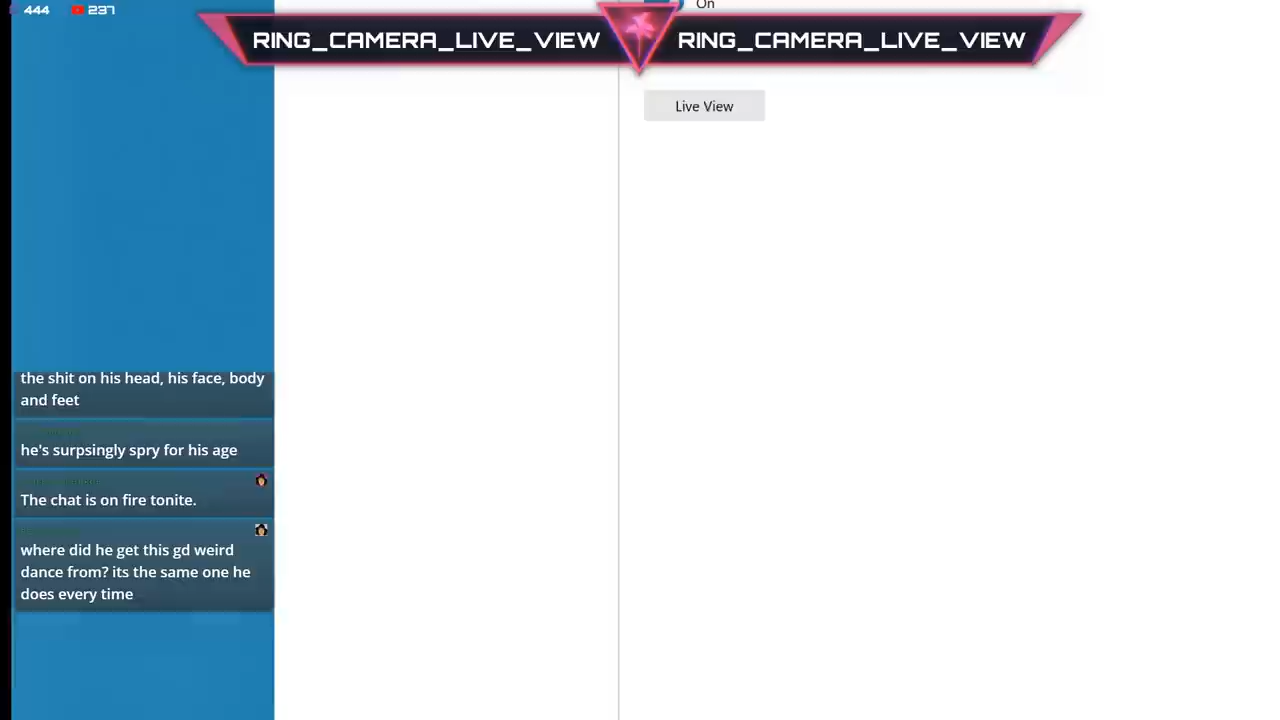 444 237
On
RING_CAMERA_LIVE_VIEW RING_CAMERA_LIVE_VIEW
Live View
the shit on his head, his face, body
and feet
he's surpsingly spry for his age
The chat is on fire tonite.
where did he get this gd weird
dance from? its the same one he
does every time